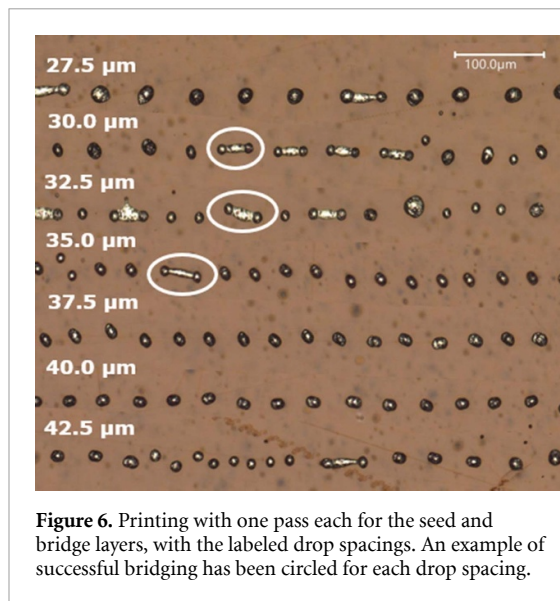 27.5 µm
100.0µm
30.0 µm
32.5 µm
35.0 µm
37.5 µm
40.0 µm
42.5 µm
Figure 6. Printing with one pass each for the seed and
bridge layers, with the labeled drop spacings. An example of
successful bridging has been circled for each drop spacing.